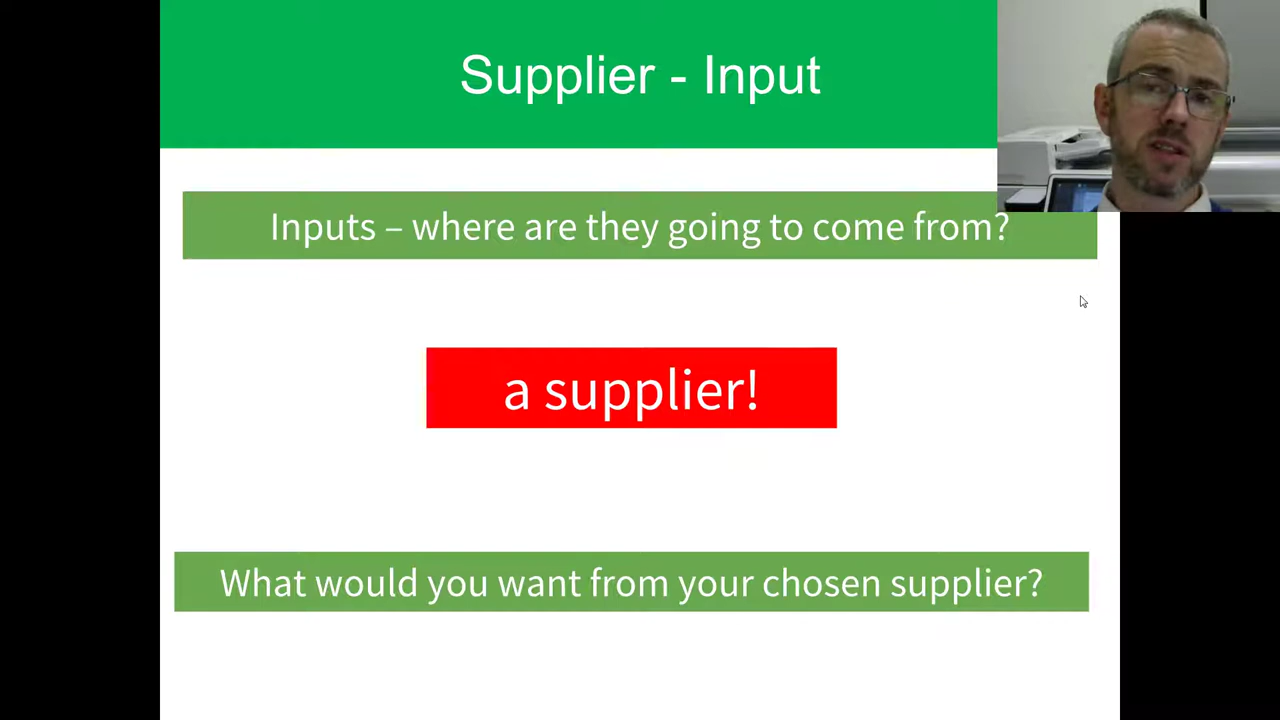 Supplier - Input
Inputs – where are they going to come from?
a supplier!
What would you want from your chosen supplier?